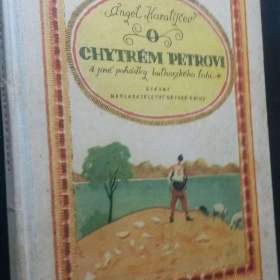 Angel Karalijčev
O
CHYTRÉM PETROVI
a jiné pohádky bulharského lidu
STÁTNÍ
NAKLADATELSTVÍ DĚTSKÉ KNIHY